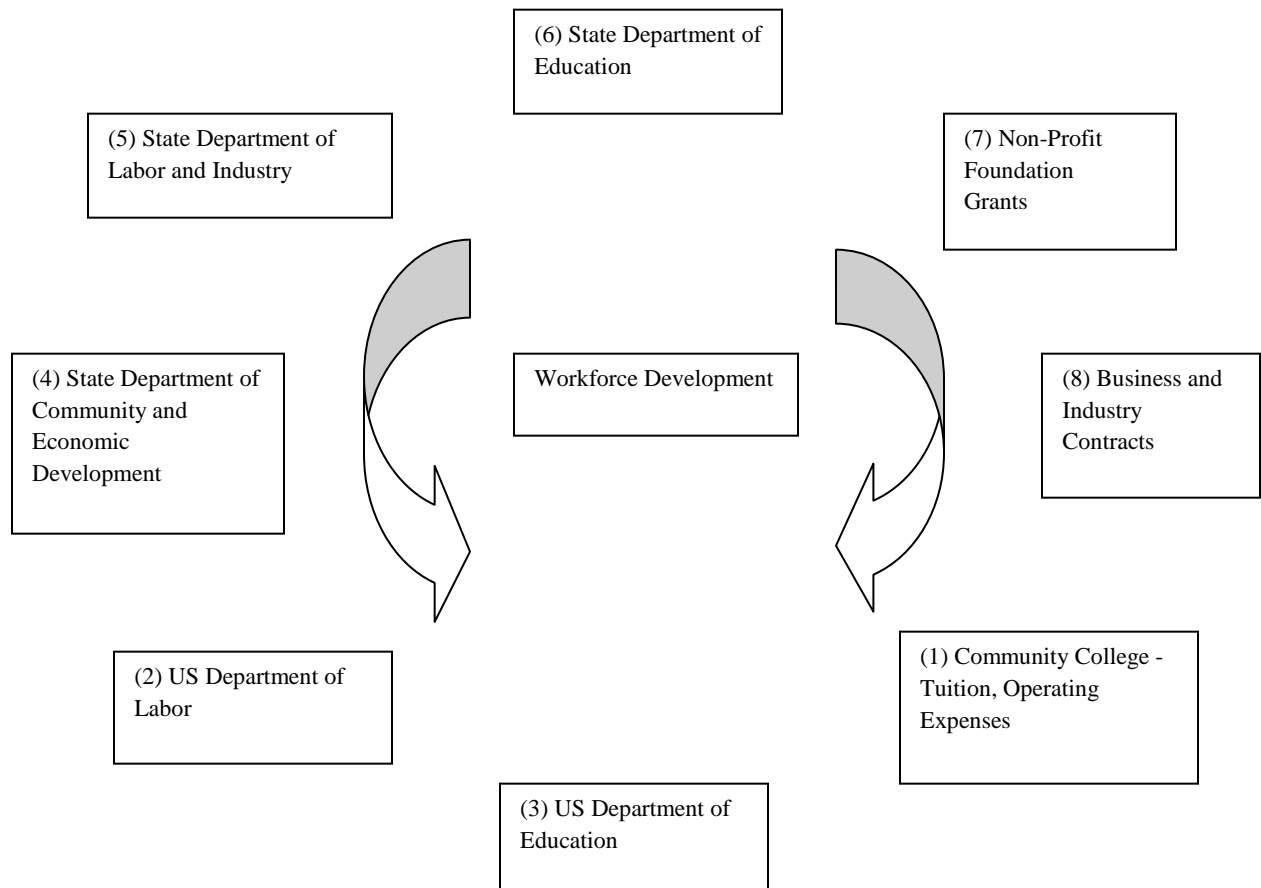 (6) State Department of
Education
(5) State Department of
Labor and Industry
(7) Non-Profit
Foundation
Grants
(4) State Department of
Community and
Economic
Development
Workforce Development
(8) Business and
Industry
Contracts
(2) US Department of
Labor
(1) Community College -
Tuition, Operating
Expenses
(3) US Department of
Education